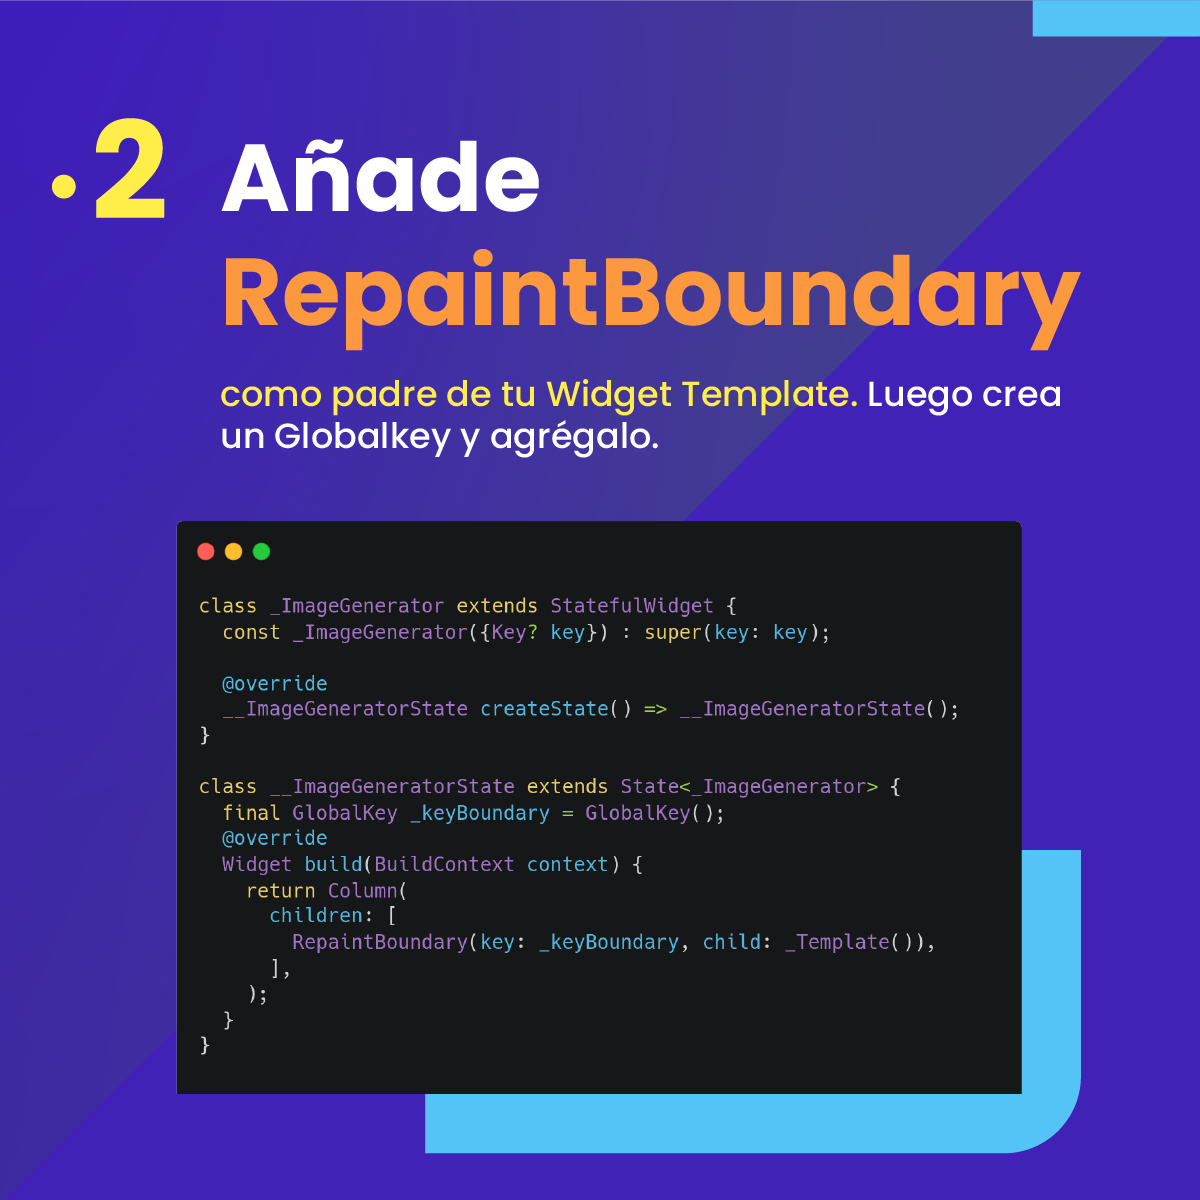 .2 Añade
RepaintBoundary
como padre de tu Widget Template. Luego crea
un Globalkey y agrégalo.
class _ImageGenerator extends StatefulWidget {
  const _ImageGenerator({Key? key}) : super(key: key);

  @override
  __ImageGeneratorState createState() => __ImageGeneratorState();
}

class __ImageGeneratorState extends State<_ImageGenerator> {
  final GlobalKey _keyBoundary = GlobalKey();
  @override
  Widget build(BuildContext context) {
    return Column(
      children: [
        RepaintBoundary(key: _keyBoundary, child: _Template()),
      ],
    );
  }
}